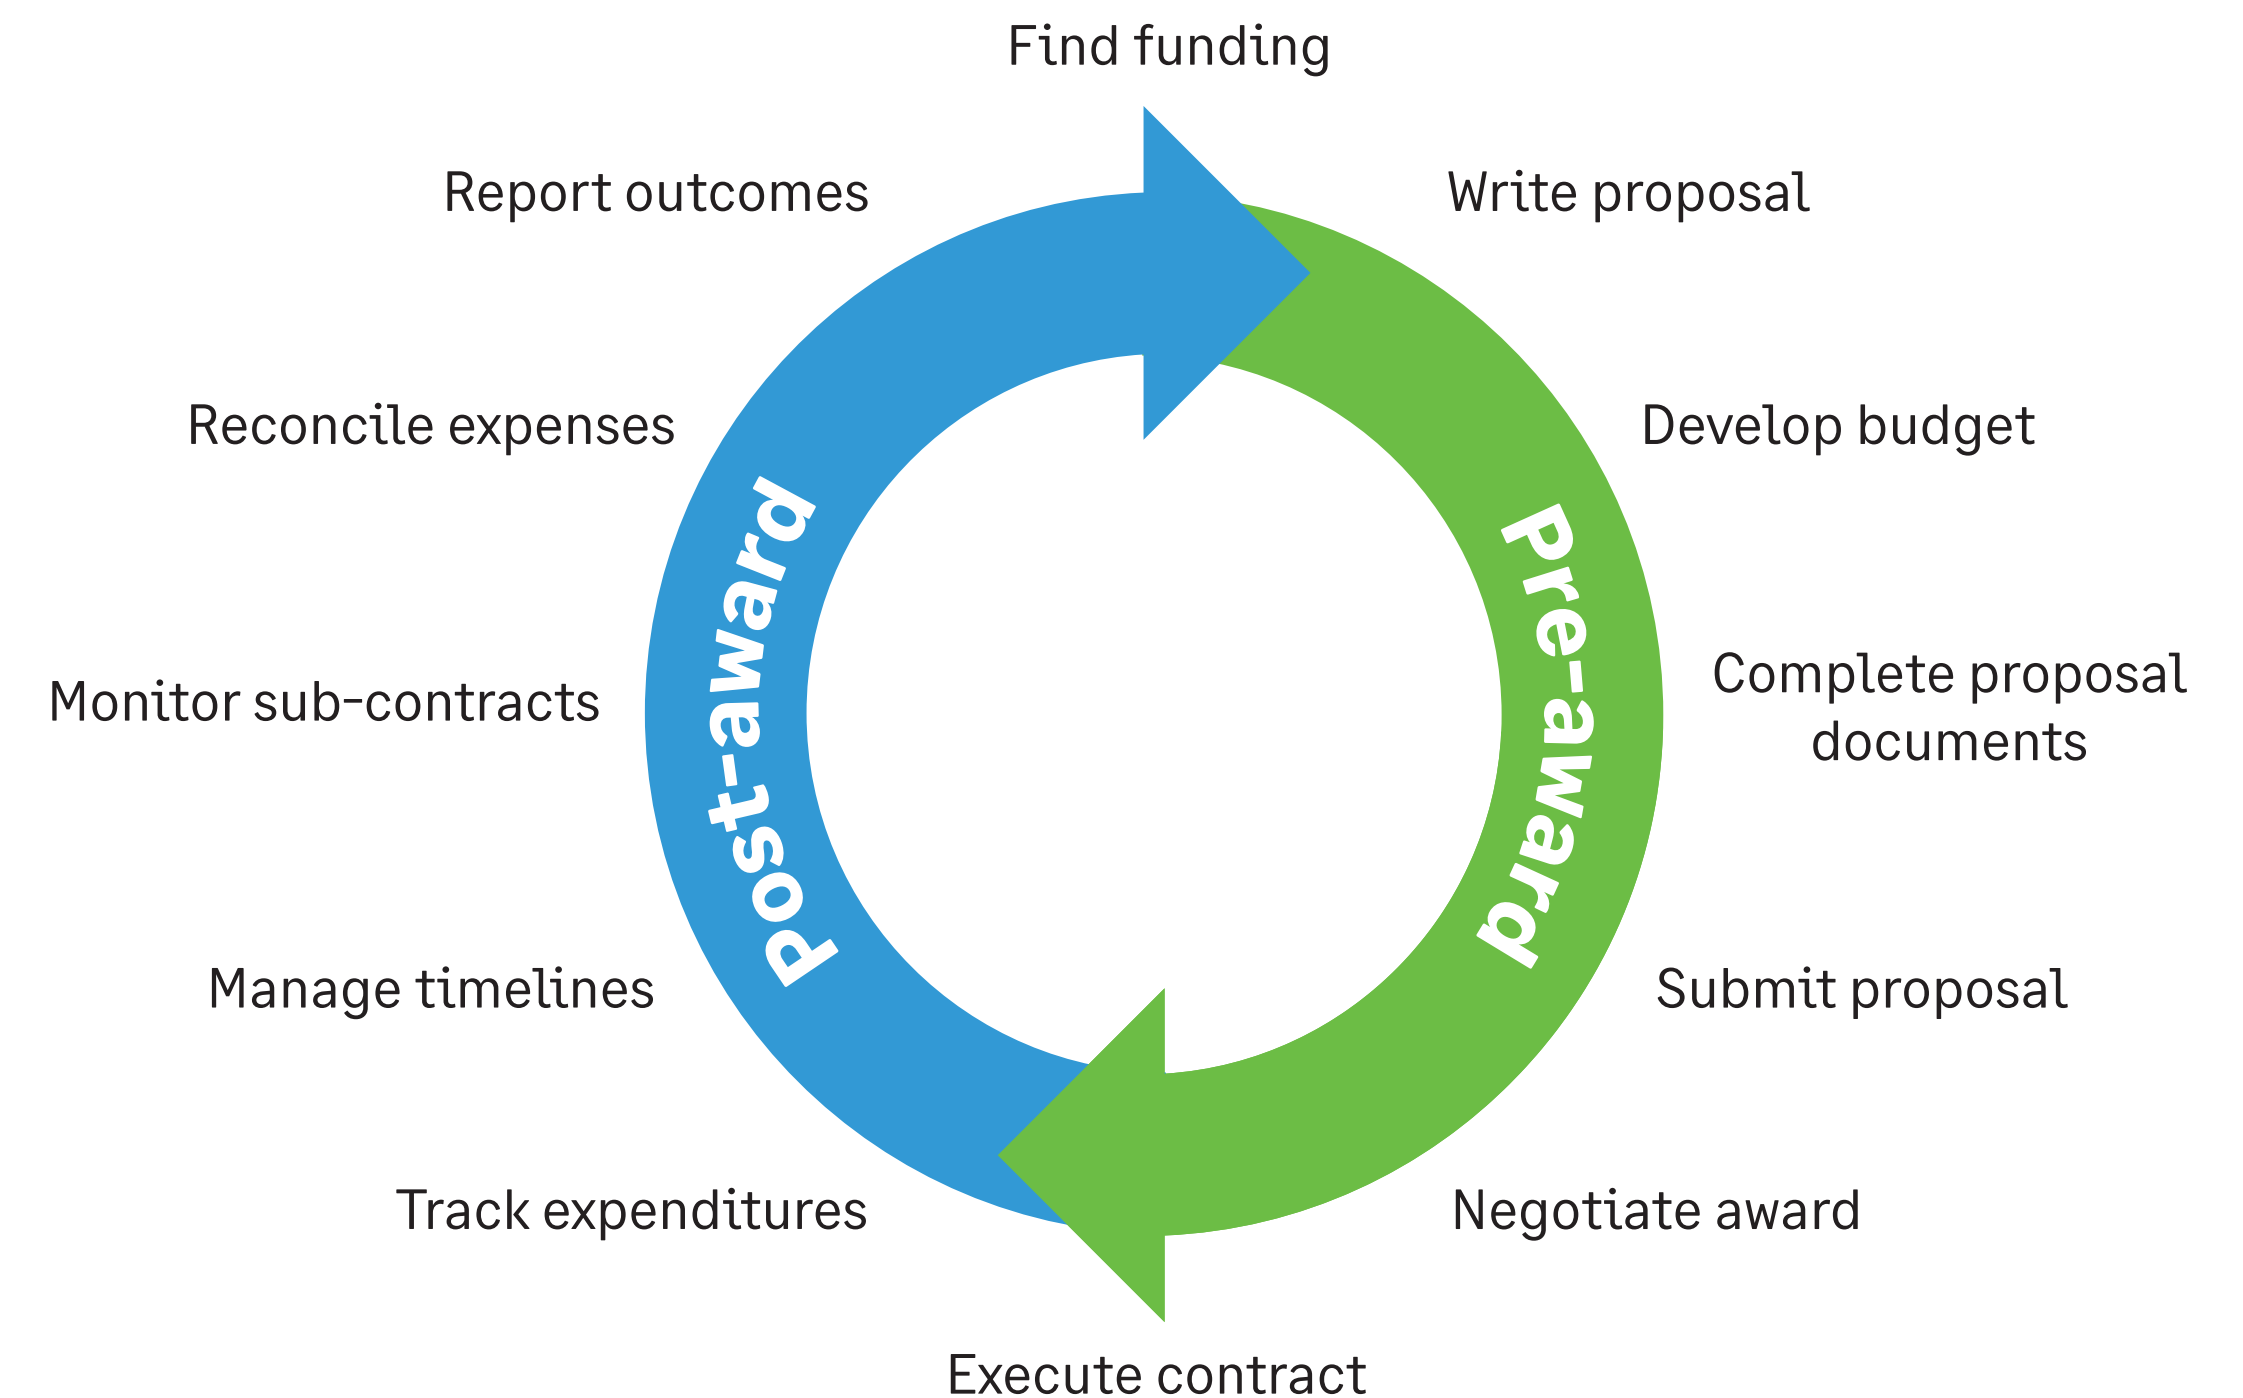 Find funding
Write proposal
Develop budget
Complete proposal
documents
Submit proposal
Negotiate award
Execute contract
Track expenditures
Manage timelines
Monitor sub-contracts
Reconcile expenses
Report outcomes
Pre-award
Post-award